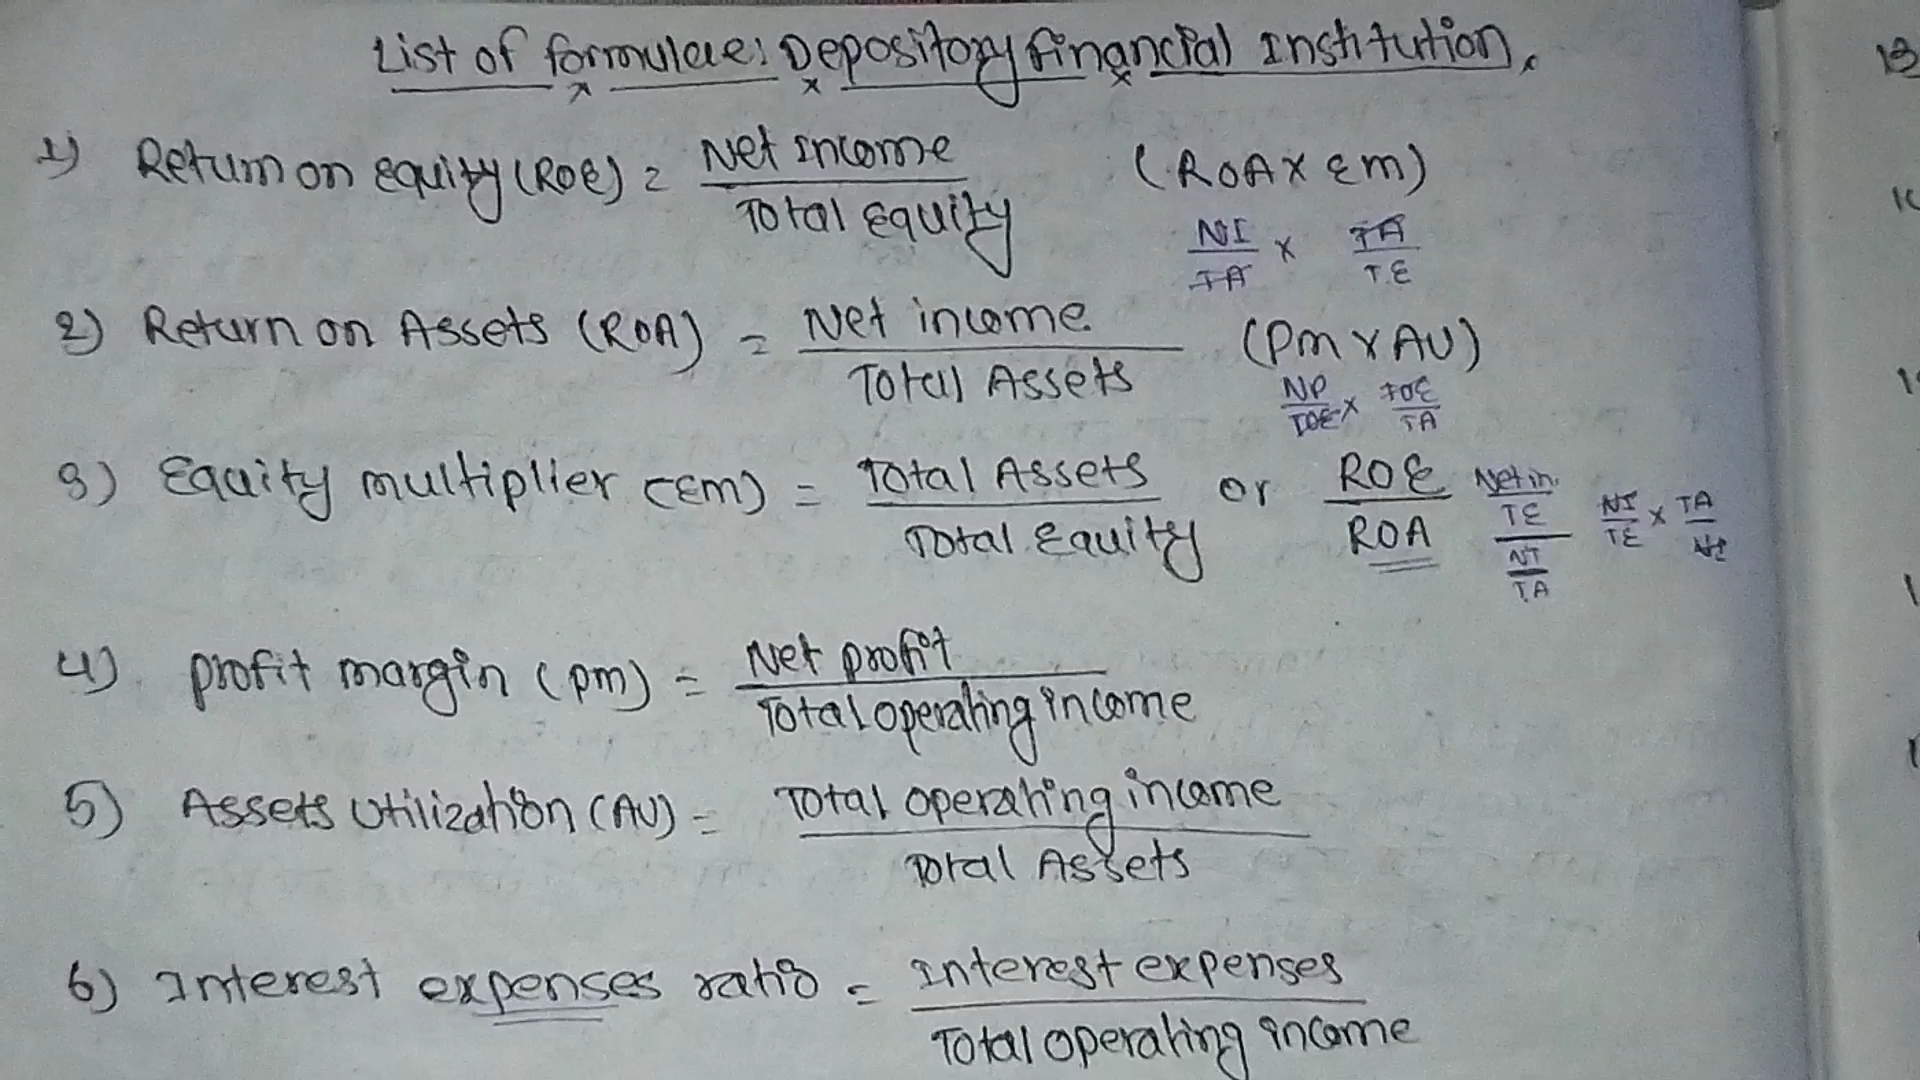 List of formulae: Depository financial Institution.
1) Return on equity (ROE) = Net Income / Total Equity (ROA X EM)
NI / TA X TA / T.E
2) Return on Assets (ROA) = Net income / Total Assets (PM X AU)
NP / TOE X TOE / TA
3) Equity multiplier (EM) = Total Assets / Total Equity or ROE / ROA Net in. / TE / NI / T.A NI / TE X TA / NI
4) profit margin (pm) = Net profit / Total operating income
5) Assets Utilization (AU) = Total operating income / Total Assets
6) Interest expenses ratio = Interest expenses / Total operating income
13